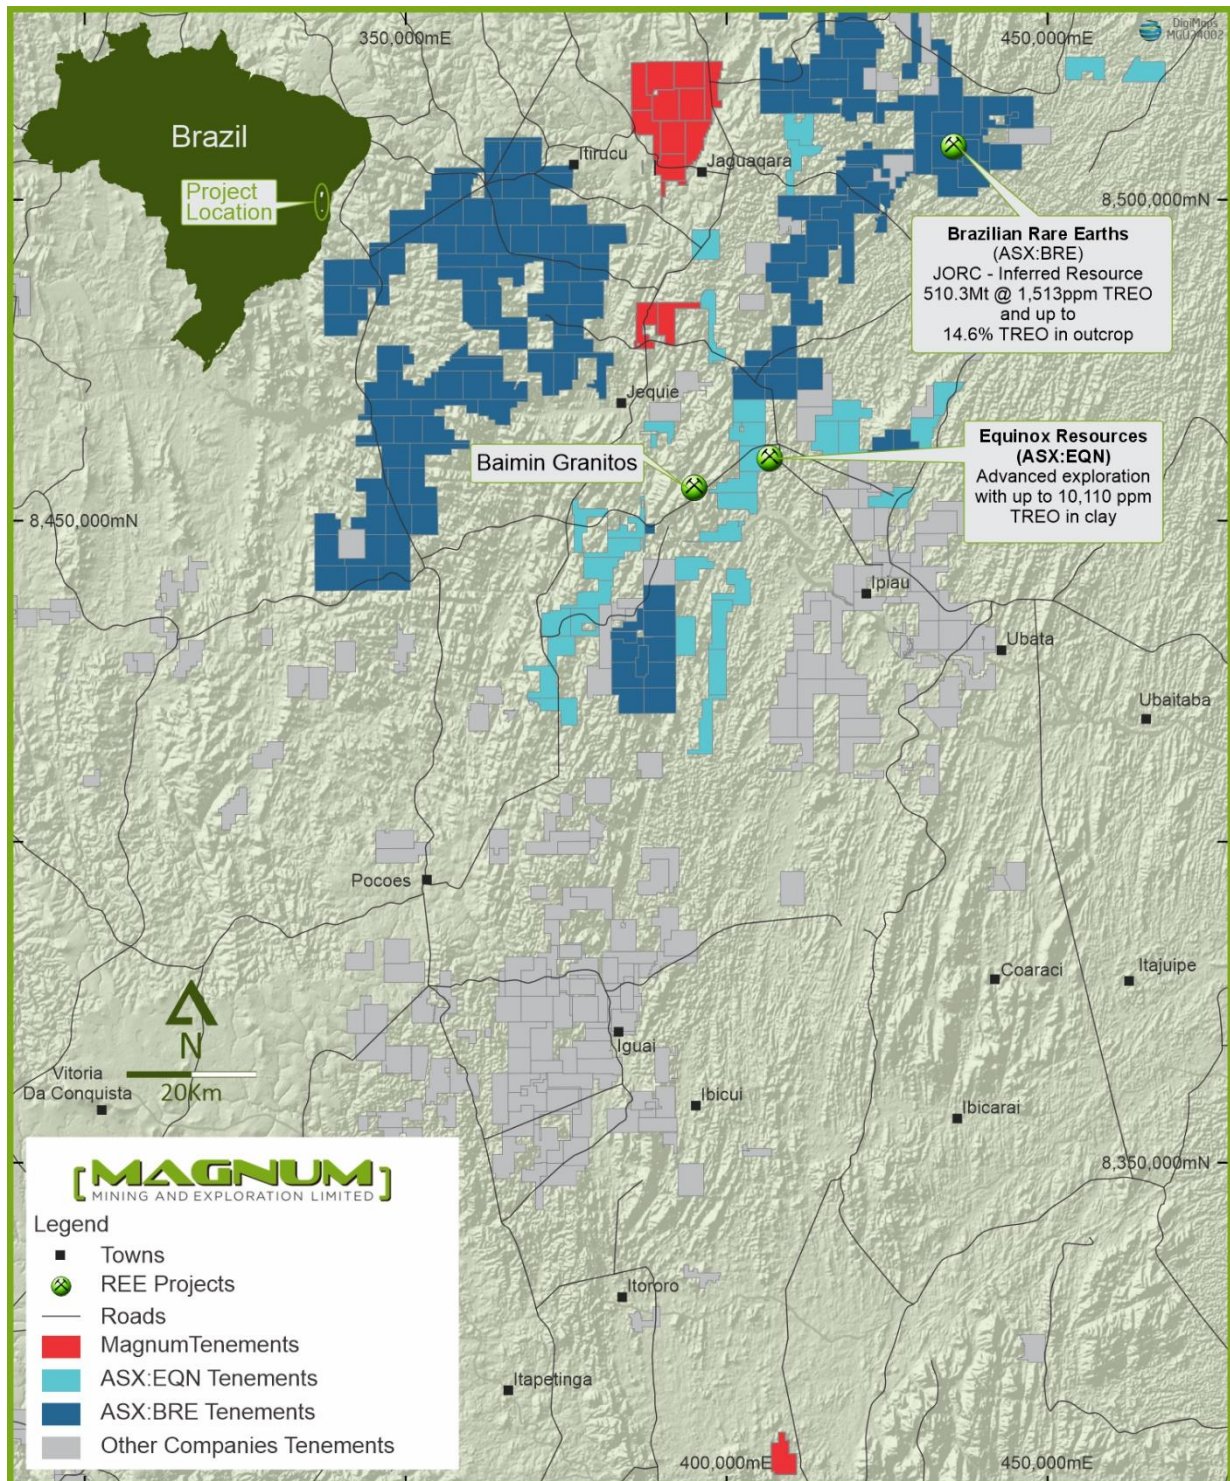 350,000mE
450,000mE
DigiMaps
MGU24002
Brazil
Project
Location
Itirucu
Jaguaqara
8,500,000mN
Brazilian Rare Earths
(ASX:BRE)
JORC - Inferred Resource
510.3Mt @ 1,513ppm TREO
and up to
14.6% TREO in outcrop
Jequie
Baimin Granitos
Equinox Resources
(ASX:EQN)
Advanced exploration
with up to 10,110 ppm
TREO in clay
8,450,000mN
Ipiau
Ubata
Ubaitaba
Pocoes
Coaraci
Itajuipe
N
20Km
Iguai
Vitoria
Da Conquista
Ibicui
Ibicarai
8,350,000mN
[MAGNUM]
MINING AND EXPLORATION LIMITED
Legend
Towns
REE Projects
Roads
MagnumTenements
ASX:EQN Tenements
ASX:BRE Tenements
Other Companies Tenements
Itororo
Itapetinga
400,000mE
450,000mE